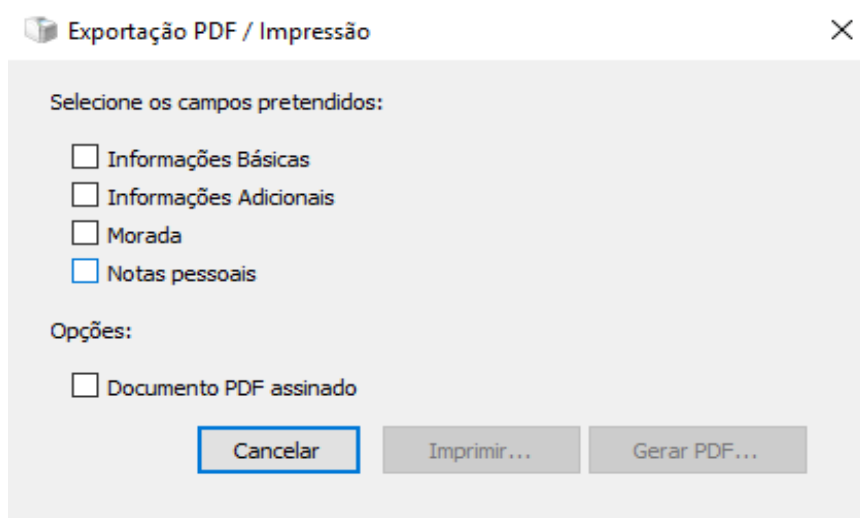 Exportação PDF / Impressão
Selecione os campos pretendidos:
Informações Básicas
Informações Adicionais
Morada
Notas pessoais
Opções:
Documento PDF assinado
Cancelar
Imprimir...
Gerar PDF...